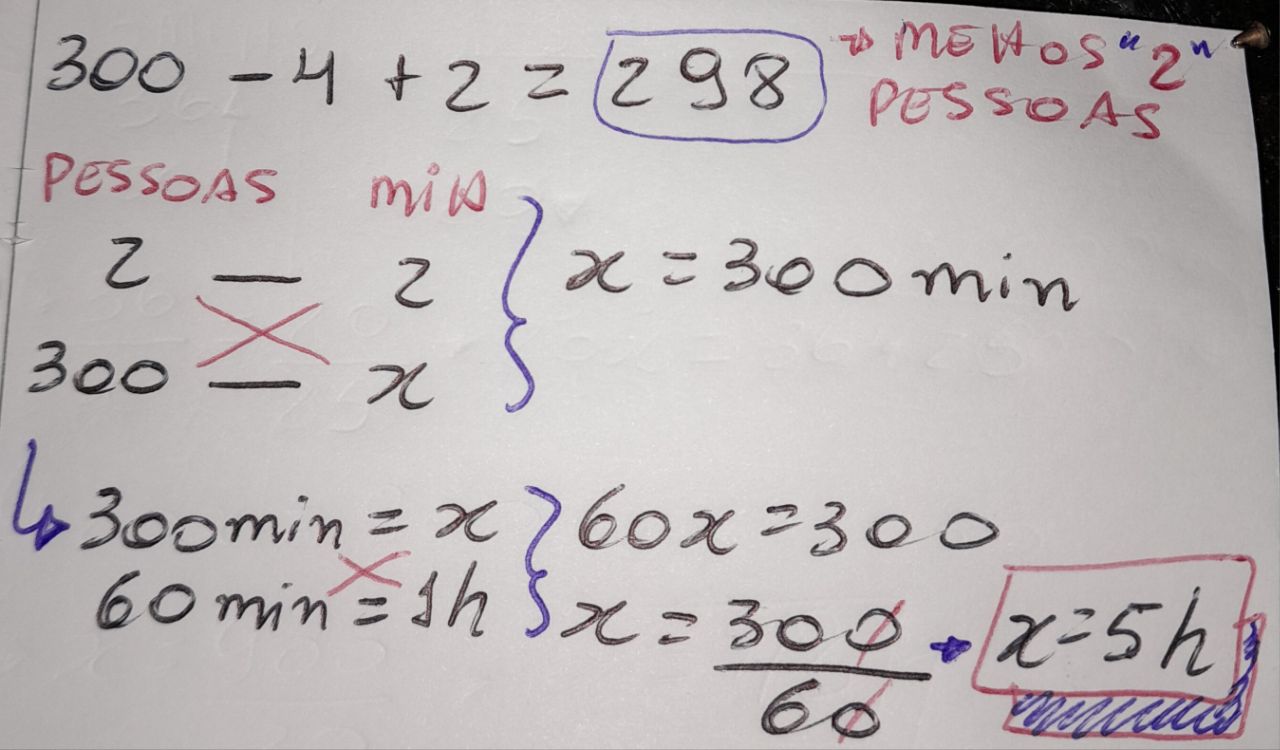 300 - 4 + 2 = 298 → MENOS "2" PESSOAS
PESSOAS min
2 — 2
300 — x
x = 300 min
300 min = x
60 min = 1h
60x = 300
x = 300/60 → x = 5h